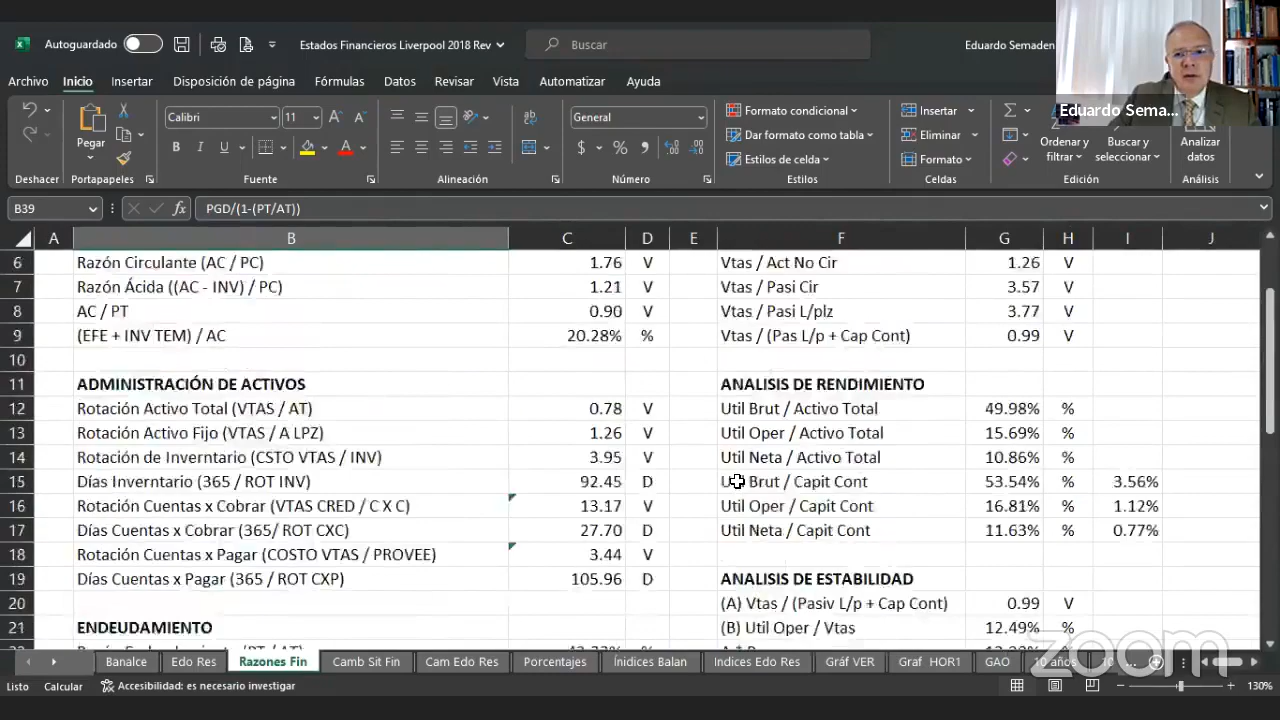 Autoguardado
Estados Financieros Liverpool 2018 Rev
Buscar
Eduardo Semaden
Eduardo Sema...
Archivo Inicio Insertar Disposición de página Fórmulas Datos Revisar Vista Automatizar Ayuda
Pegar
Calibri 11
General
Formato condicional
Dar formato como tabla
Estilos de celda
Insertar
Eliminar
Formato
Ordenary filtrar
Buscar y seleccionar
Analizar datos
Deshacer Portapapeles Fuente Alineación Número Estilos Celdas Edición Análisis
B39 fx PGD/(1-(PT/AT))
A B C D E F G H I J
6 Razón Circulante (AC / PC) 1.76 V Vtas / Act No Cir 1.26 V
7 Razón Ácida ((AC - INV) / PC) 1.21 V Vtas / Pasi Cir 3.57 V
8 AC / PT 0.90 V Vtas / Pasi L/plz 3.77 V
9 (EFE + INV TEM) / AC 20.28% % Vtas / (Pas L/p + Cap Cont) 0.99 V
10
11 ADMINISTRACIÓN DE ACTIVOS ANALISIS DE RENDIMIENTO
12 Rotación Activo Total (VTAS / AT) 0.78 V Util Brut / Activo Total 49.98% %
13 Rotación Activo Fijo (VTAS / A LPZ) 1.26 V Util Oper / Activo Total 15.69% %
14 Rotación de Inverntario (CSTO VTAS / INV) 3.95 V Util Neta / Activo Total 10.86% %
15 Días Inverntario (365 / ROT INV) 92.45 D Util Brut / Capit Cont 53.54% % 3.56%
16 Rotación Cuentas x Cobrar (VTAS CRED / C X C) 13.17 V Util Oper / Capit Cont 16.81% % 1.12%
17 Días Cuentas x Cobrar (365/ ROT CXC) 27.70 D Util Neta / Capit Cont 11.63% % 0.77%
18 Rotación Cuentas x Pagar (COSTO VTAS / PROVEE) 3.44 V
19 Días Cuentas x Pagar (365 / ROT CXP) 105.96 D ANALISIS DE ESTABILIDAD
20 (A) Vtas / (Pasiv L/p + Cap Cont) 0.99 V
21 ENDEUDAMIENTO (B) Util Oper / Vtas 12.49% %
Banalce Edo Res Razones Fin Camb Sit Fin Cam Edo Res Porcentajes Ínidices Balan Indices Edo Res Gráf VER Graf HOR1 GAO 10 años 10 ...
zoom
Listo Calcular Accesibilidad: es necesario investigar 130%